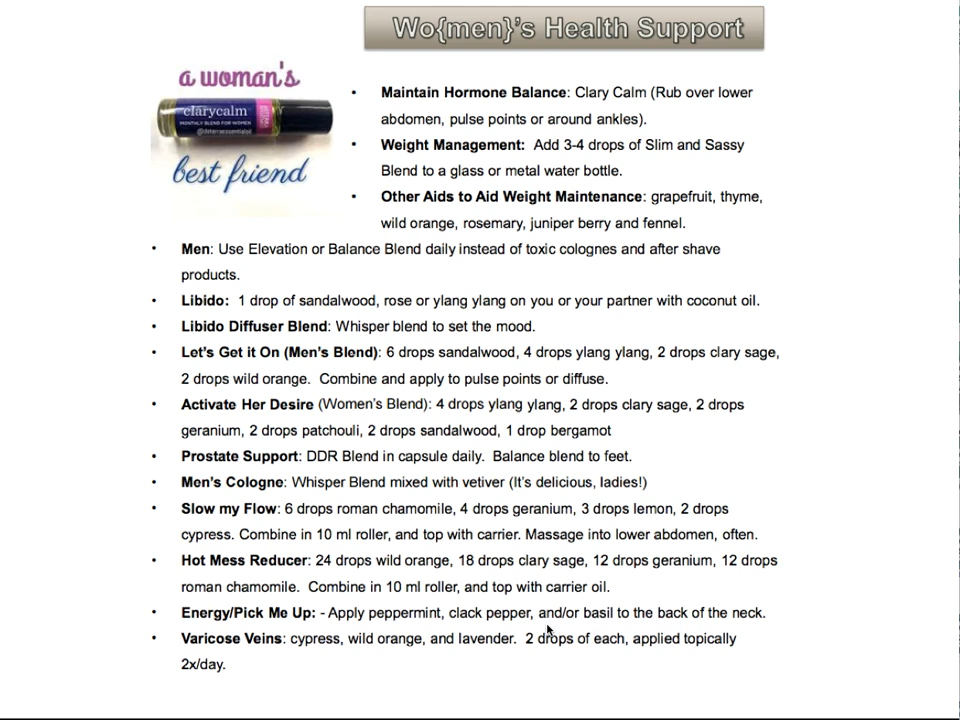 Wo{men}'s Health Support
a woman's
clarycalm
MONTHLY BLEND FOR WOMEN
@doterraessentialoil
best friend
• Maintain Hormone Balance: Clary Calm (Rub over lower
abdomen, pulse points or around ankles).
• Weight Management:  Add 3-4 drops of Slim and Sassy
Blend to a glass or metal water bottle.
• Other Aids to Aid Weight Maintenance: grapefruit, thyme,
wild orange, rosemary, juniper berry and fennel.
• Men: Use Elevation or Balance Blend daily instead of toxic colognes and after shave
products.
• Libido:  1 drop of sandalwood, rose or ylang ylang on you or your partner with coconut oil.
• Libido Diffuser Blend: Whisper blend to set the mood.
• Let's Get it On (Men's Blend): 6 drops sandalwood, 4 drops ylang ylang, 2 drops clary sage,
2 drops wild orange.  Combine and apply to pulse points or diffuse.
• Activate Her Desire (Women's Blend): 4 drops ylang ylang, 2 drops clary sage, 2 drops
geranium, 2 drops patchouli, 2 drops sandalwood, 1 drop bergamot
• Prostate Support: DDR Blend in capsule daily.  Balance blend to feet.
• Men's Cologne: Whisper Blend mixed with vetiver (It's delicious, ladies!)
• Slow my Flow: 6 drops roman chamomile, 4 drops geranium, 3 drops lemon, 2 drops
cypress. Combine in 10 ml roller, and top with carrier. Massage into lower abdomen, often.
• Hot Mess Reducer: 24 drops wild orange, 18 drops clary sage, 12 drops geranium, 12 drops
roman chamomile.  Combine in 10 ml roller, and top with carrier oil.
• Energy/Pick Me Up: - Apply peppermint, clack pepper, and/or basil to the back of the neck.
• Varicose Veins: cypress, wild orange, and lavender.  2 drops of each, applied topically
2x/day.